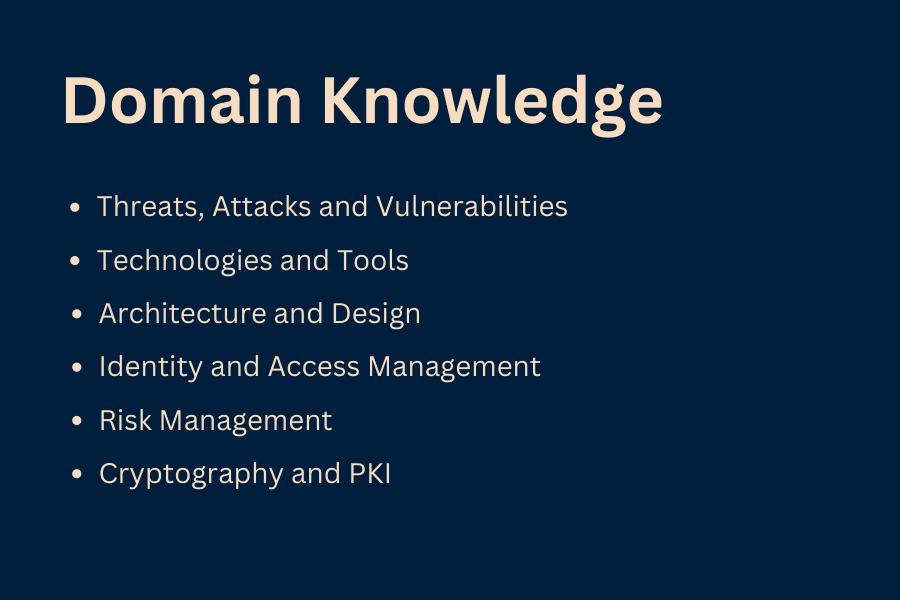 Domain Knowledge
• Threats, Attacks and Vulnerabilities
• Technologies and Tools
• Architecture and Design
• Identity and Access Management
• Risk Management
• Cryptography and PKI